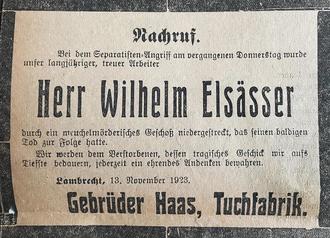 Nachruf.
Bei dem Separatisten-Angriff am vergangenen Donnerstag wurde
unser langjähriger, treuer Arbeiter
Herr Wilhelm Elsässer
durch ein meuchelmörderisches Geschoß niedergestreckt, das seinen baldigen
Tod zur Folge hatte.
Wir werden dem Verstorbenen, dessen tragisches Geschick wir aufs
Tiefste bedauern, jederzeit ein ehrendes Andenken bewahren.
Lambrecht, 13. November 1923.
Gebrüder Haas, Tuchfabrik.